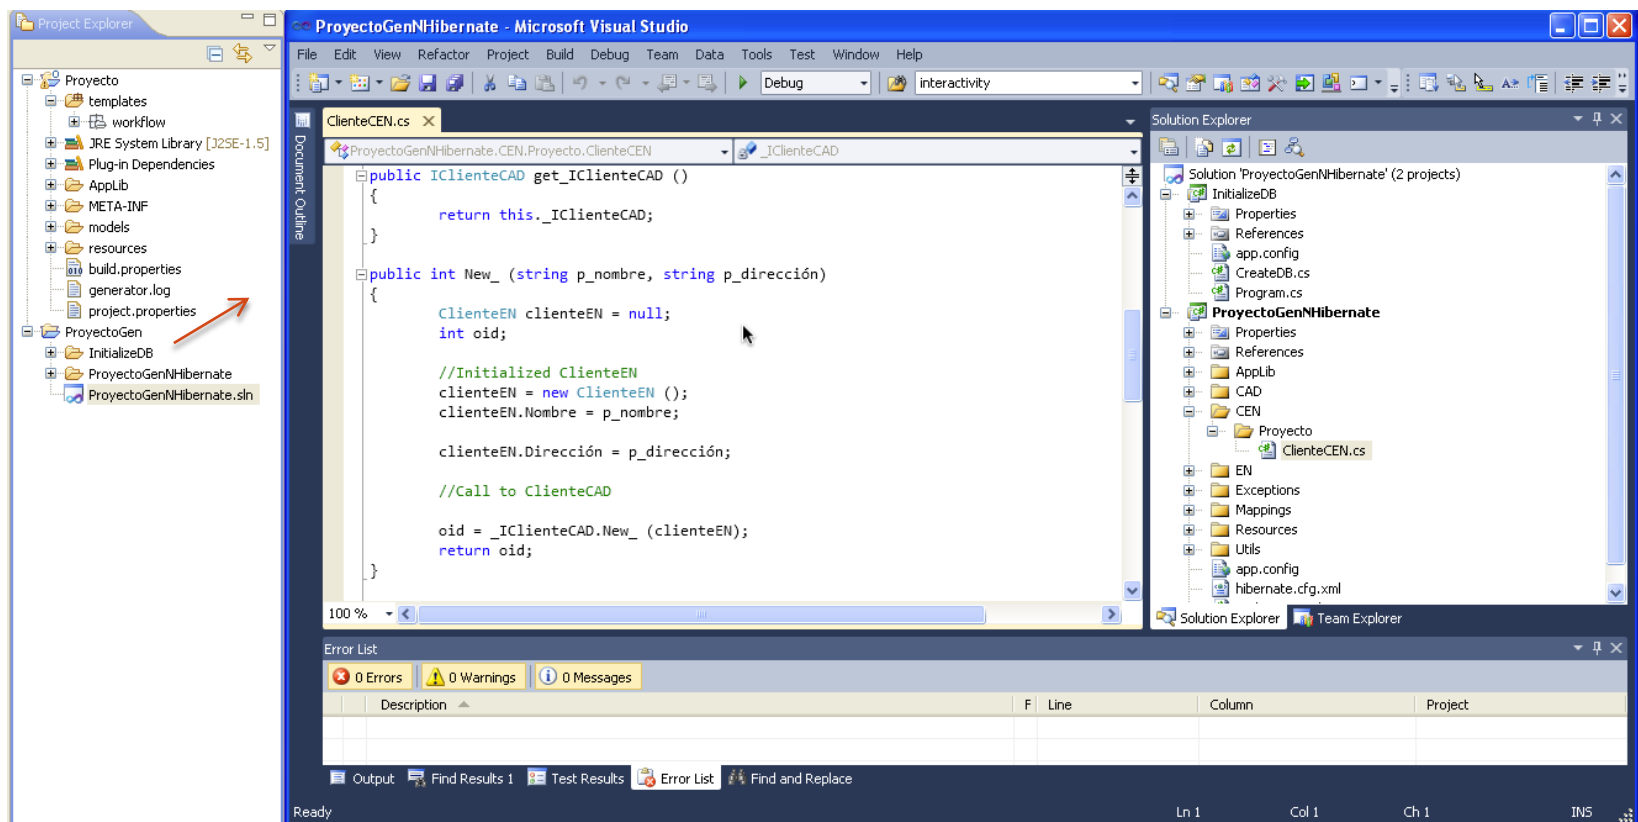 Project Explorer
Proyecto
templates
workflow
JRE System Library [J2SE-1.5]
Plug-in Dependencies
AppLib
META-INF
models
resources
build.properties
generator.log
project.properties
ProyectoGen
InitializeDB
ProyectoGenNHibernate
ProyectoGenNHibernate.sln
ProyectoGenNHibernate - Microsoft Visual Studio
File Edit View Refactor Project Build Debug Team Data Tools Test Window Help
Debug interactivity
Document Outline
ClienteCEN.cs
ProyectoGenNHibernate.CEN.Proyecto.ClienteCEN _IClienteCAD
public IClienteCAD get_IClienteCAD ()
{
return this._IClienteCAD;
}
public int New_ (string p_nombre, string p_dirección)
{
ClienteEN clienteEN = null;
int oid;
//Initialized ClienteEN
clienteEN = new ClienteEN ();
clienteEN.Nombre = p_nombre;
clienteEN.Dirección = p_dirección;
//Call to ClienteCAD
oid = _IClienteCAD.New_ (clienteEN);
return oid;
}
100 %
Solution Explorer
Solution 'ProyectoGenNHibernate' (2 projects)
InitializeDB
Properties
References
app.config
CreateDB.cs
Program.cs
ProyectoGenNHibernate
Properties
References
AppLib
CAD
CEN
Proyecto
ClienteCEN.cs
EN
Exceptions
Mappings
Resources
Utils
app.config
hibernate.cfg.xml
Solution Explorer Team Explorer
Error List
0 Errors 0 Warnings 0 Messages
Description F Line Column Project
Output Find Results 1 Test Results Error List Find and Replace
Ready Ln 1 Col 1 Ch 1 INS